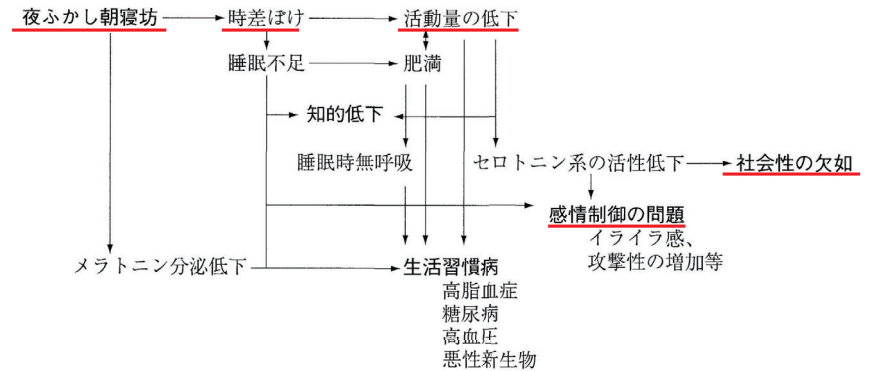 夜ふかし朝寝坊
時差ぼけ
活動量の低下
睡眠不足
肥満
知的低下
睡眠時無呼吸
セロトニン系の活性低下
社会性の欠如
感情制御の問題
イライラ感、
攻撃性の増加等
メラトニン分泌低下
生活習慣病
高脂血症
糖尿病
高血圧
悪性新生物